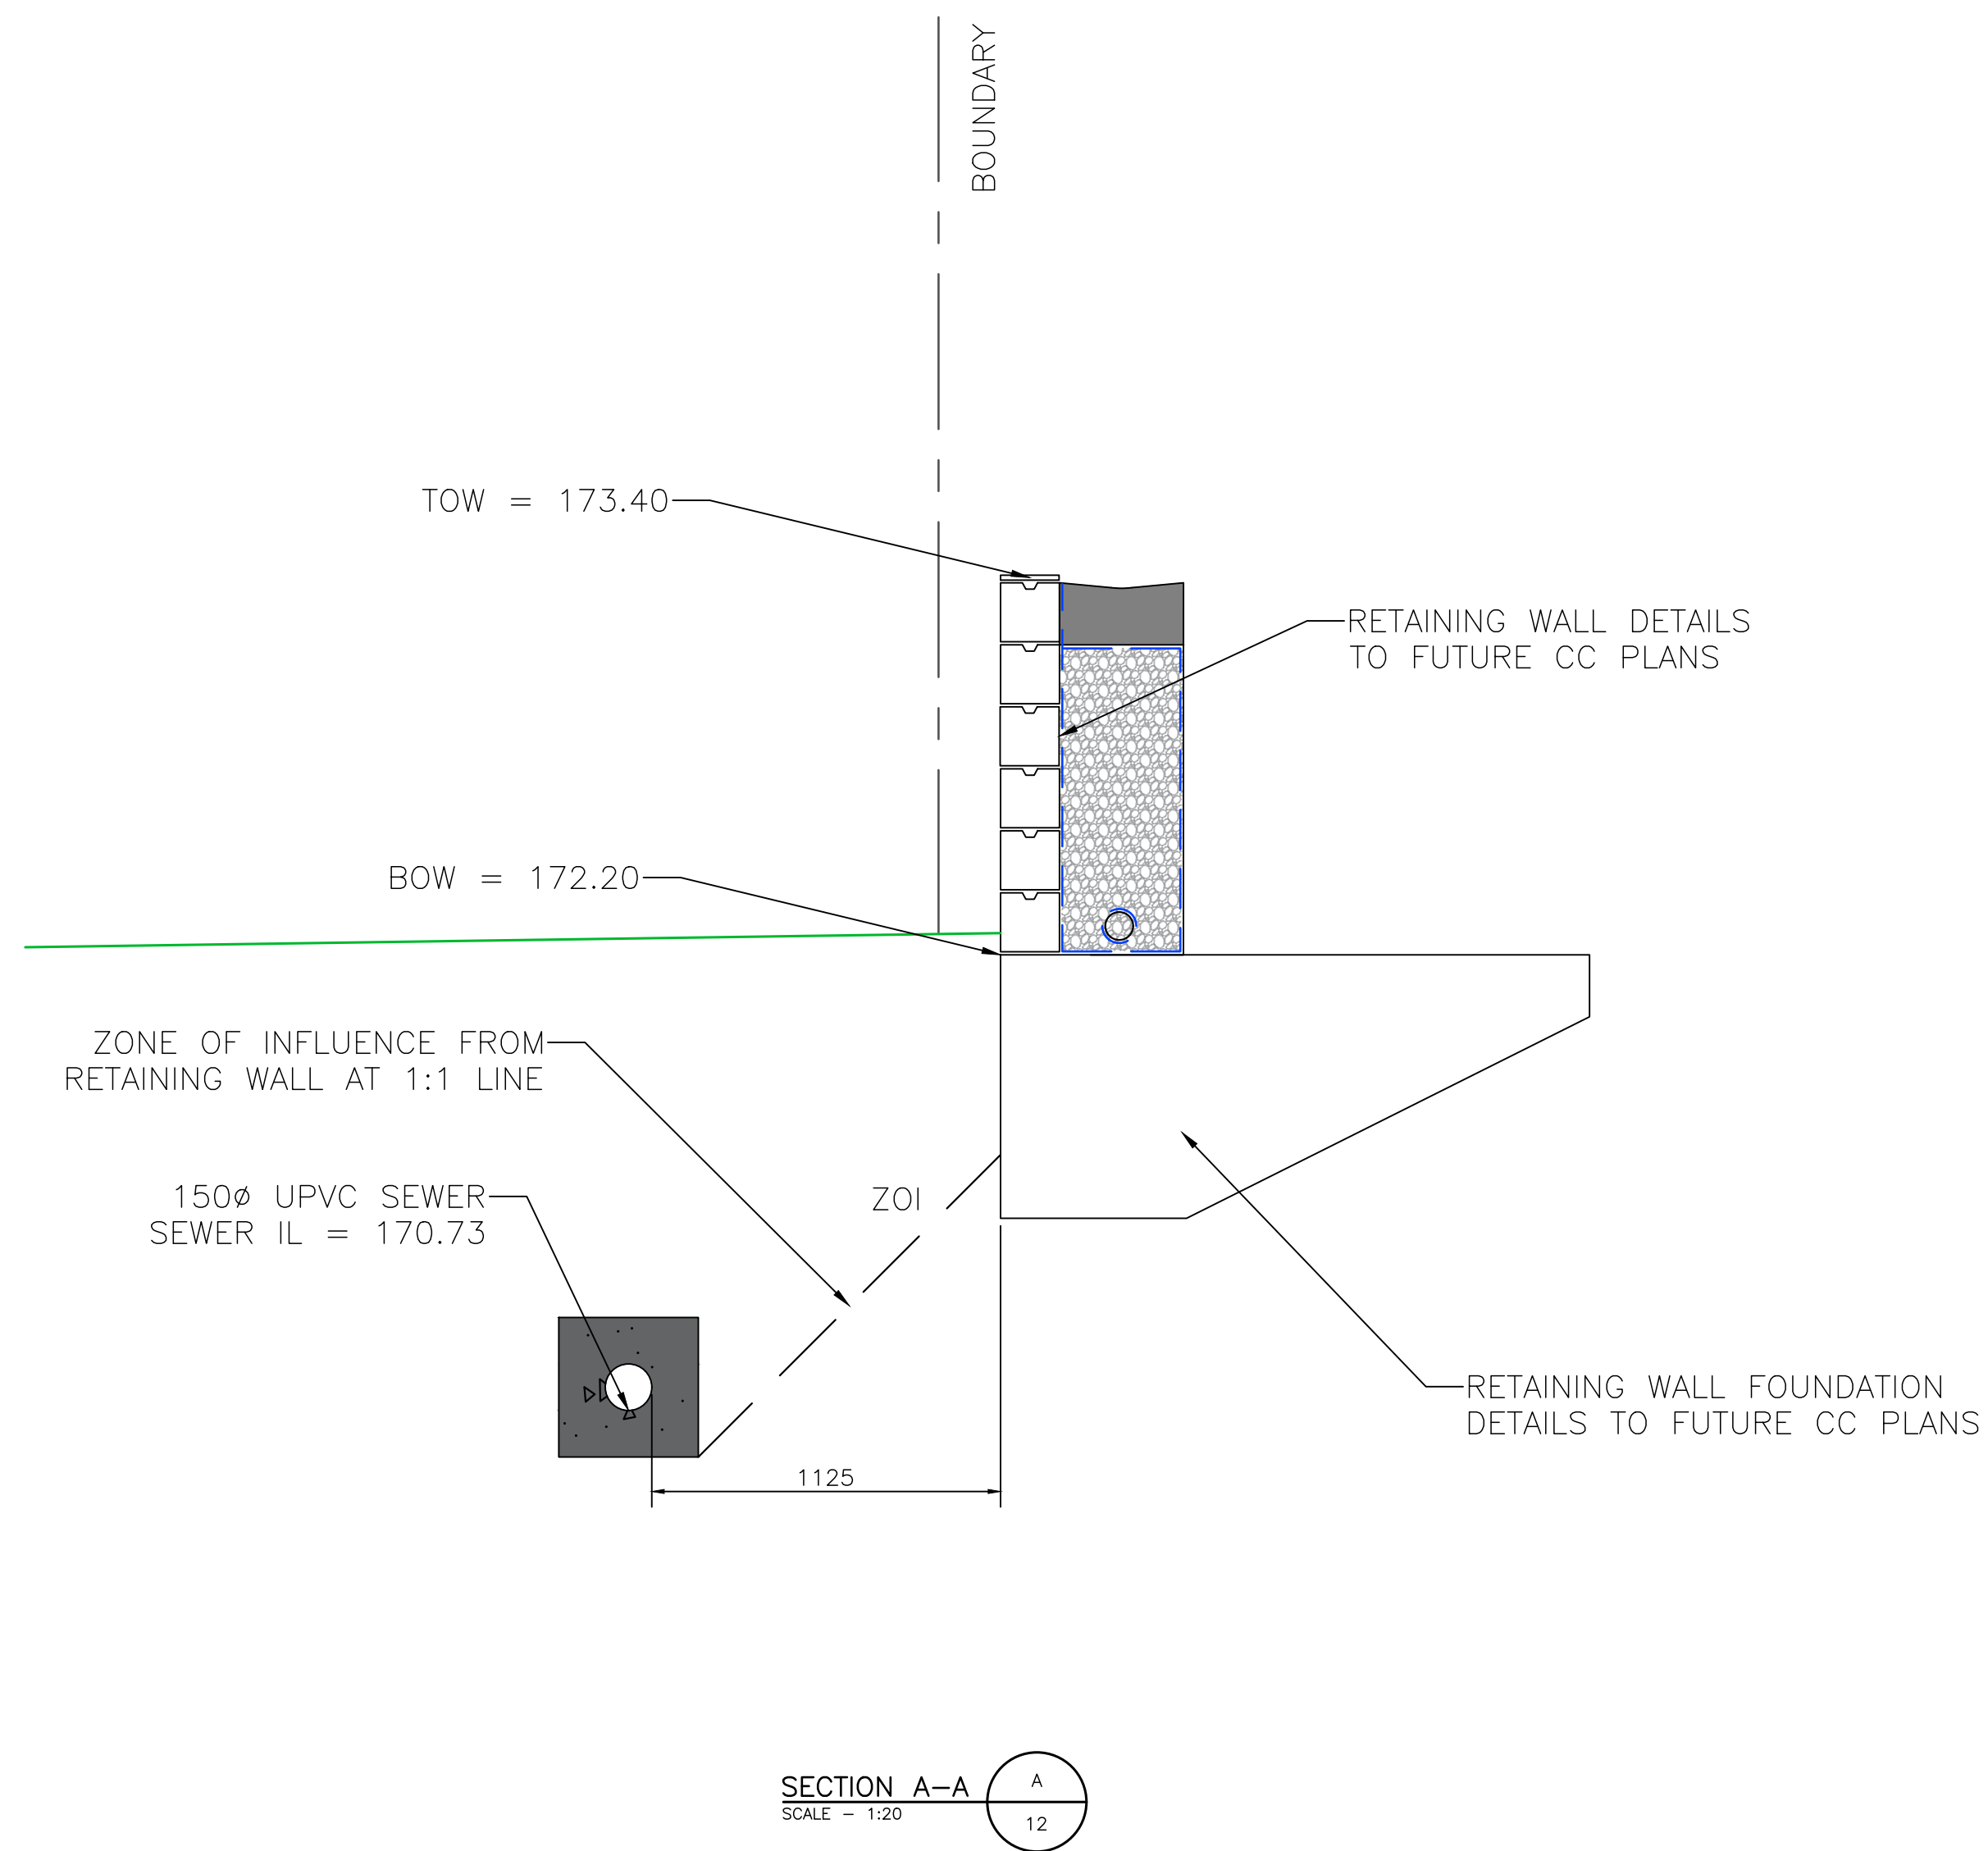 BOUNDARY
TOW = 173.40
RETAINING WALL DETAILS
TO FUTURE CC PLANS
BOW = 172.20
ZONE OF INFLUENCE FROM
RETAINING WALL AT 1:1 LINE
150ø UPVC SEWER
SEWER IL = 170.73
ZOI
RETAINING WALL FOUNDATION
DETAILS TO FUTURE CC PLANS
1125
SECTION A-A
SCALE - 1:20
A
12